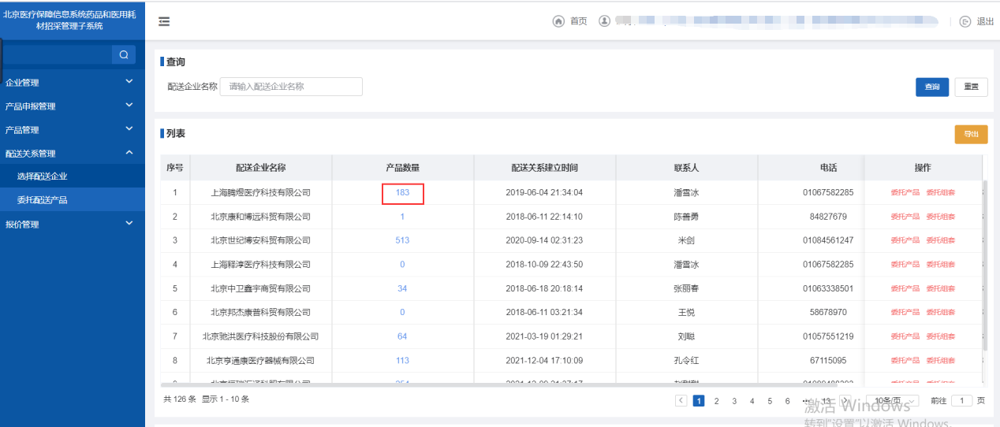 北京医疗保障信息系统药品和医用耗
材招采管理子系统
首页
退出
企业管理
产品申报管理
产品管理
配送关系管理
选择配送企业
委托配送产品
报价管理
查询
配送企业名称 请输入配送企业名称 查询 重置
列表 导出
序号 配送企业名称 产品数量 配送关系建立时间 联系人 电话 操作
1 上海腾煜医疗科技有限公司 183 2019-06-04 21:34:04 潘雪冰 01067582285 委托产品 委托组套
2 北京康和博远科贸有限公司 1 2018-06-11 22:14:10 陈善勇 84827679 委托产品 委托组套
3 北京世纪博安科贸有限公司 513 2020-09-14 02:31:23 米剑 01084561247 委托产品 委托组套
4 上海释淳医疗科技有限公司 0 2018-10-09 22:43:50 潘雪冰 01067582285 委托产品 委托组套
5 北京中卫鑫宇商贸有限公司 34 2018-06-18 20:18:14 张丽春 01063338501 委托产品 委托组套
6 北京邦杰康普科贸有限公司 0 2018-06-11 03:21:34 王悦 58678970 委托产品 委托组套
7 北京驰洪医疗科技股份有限公司 64 2021-03-19 01:29:21 刘聪 01057551219 委托产品 委托组套
8 北京亨通康医疗器械有限公司 113 2021-12-04 17:10:09 孔令红 67115095 委托产品 委托组套
共 126 条 显示 1 - 10 条 1 2 3 4 5 6 ··· 13 10条/页 前往 1 页
激活 Windows
转到"设置"以激活 Windows。